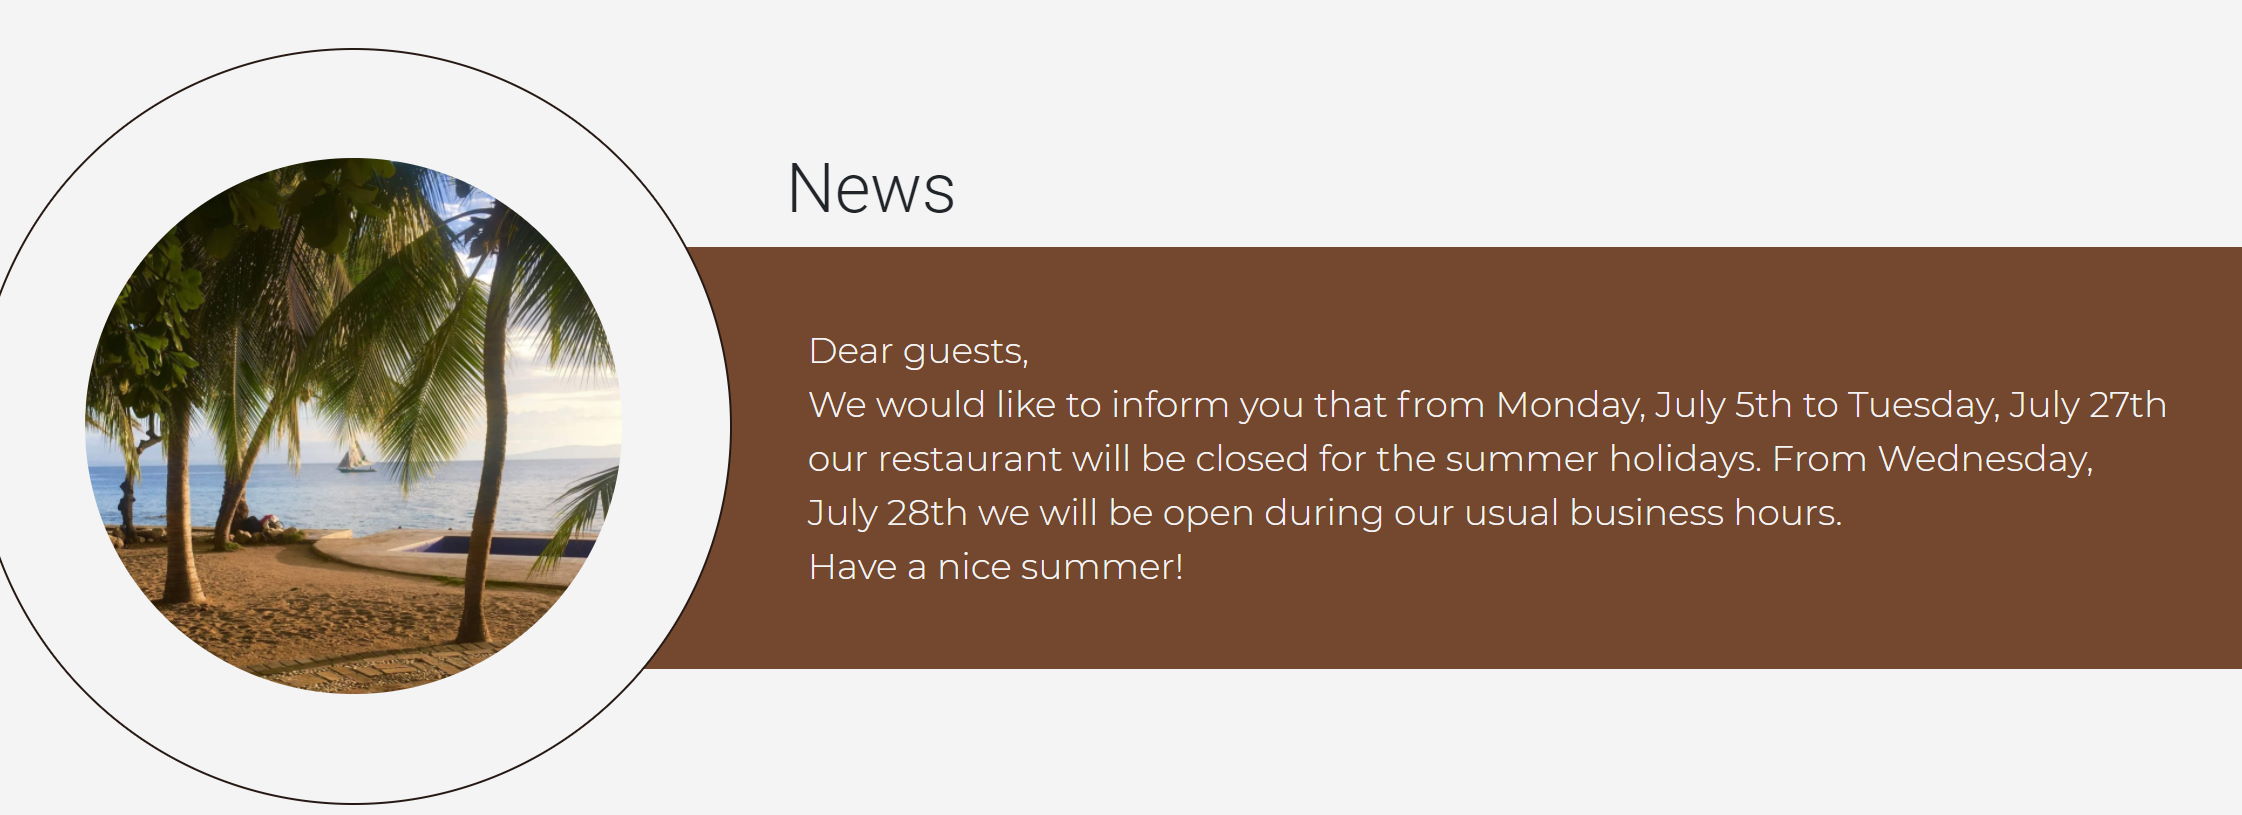 News
Dear guests,
We would like to inform you that from Monday, July 5th to Tuesday, July 27th
our restaurant will be closed for the summer holidays. From Wednesday,
July 28th we will be open during our usual business hours.
Have a nice summer!